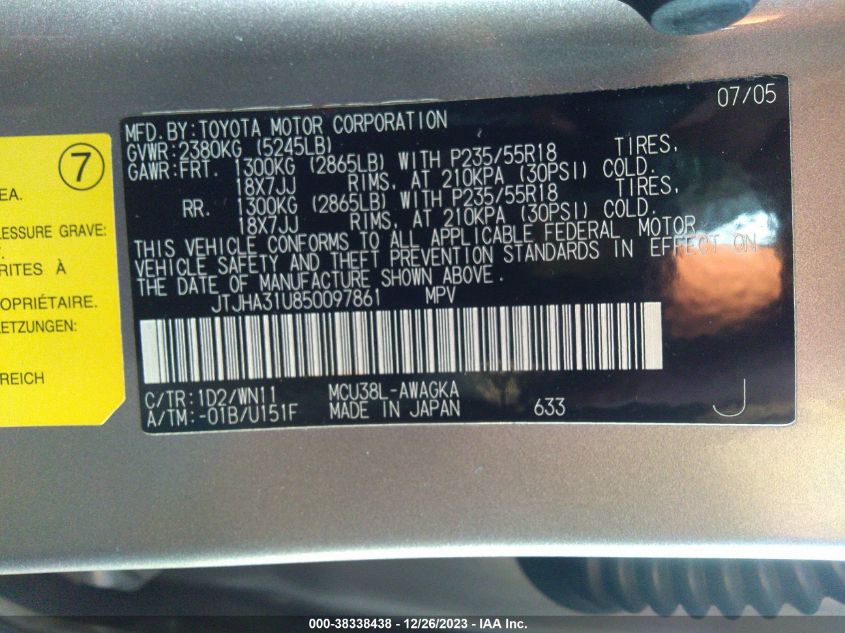 07/05
MFD.BY:TOYOTA MOTOR CORPORATION
GVWR:2380KG (5245LB)
GAWR:FRT. 1300KG (2865LB) WITH P235/55R18 TIRES,
18X7JJ RIMS, AT 210KPA (30PSI) COLD.
RR. 1300KG (2865LB) WITH P235/55R18 TIRES,
18X7JJ RIMS, AT 210KPA (30PSI) COLD.
THIS VEHICLE CONFORMS TO ALL APPLICABLE FEDERAL MOTOR
VEHICLE SAFETY AND THEFT PREVENTION STANDARDS IN EFFECT ON
THE DATE OF MANUFACTURE SHOWN ABOVE.
JTJHA31U850097861 MPV
C/TR:1D2/WN11 MCU38L-AWAGKA
A/TM:-01B/U151F MADE IN JAPAN 633 J
7
EA.
LESSURE GRAVE:
RITES À
OPRIÉTAIRE.
LETZUNGEN:
REICH
000-38338438 - 12/26/2023 - IAA Inc.